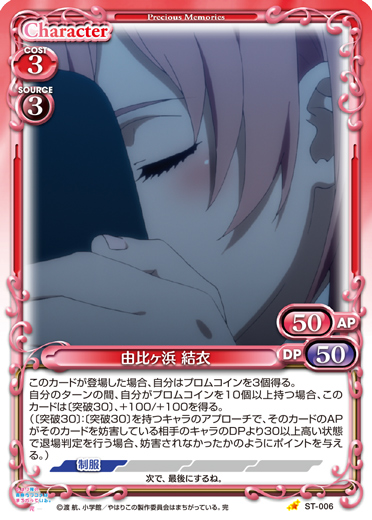 Precious Memories
Character
COST
3
SOURCE
3
50 AP
DP 50
由比ヶ浜 結衣
このカードが登場した場合、自分はプロムコインを3個得る。
自分のターンの間、自分がプロムコインを１０個以上持つ場合、この
カードは〔突破30〕、+100/+100を得る。
（〔突破30〕：〔突破30〕を持つキャラのアプローチで、そのカードのAP
がそのカードを妨害している相手のキャラのDPより30以上高い状態
で退場判定を行う場合、妨害されなかったかのようにポイントを与え
る。）
制服
次で、最後にするね。
©渡 航、小学館／やはりこの製作委員会はまちがっている。完
ST-006